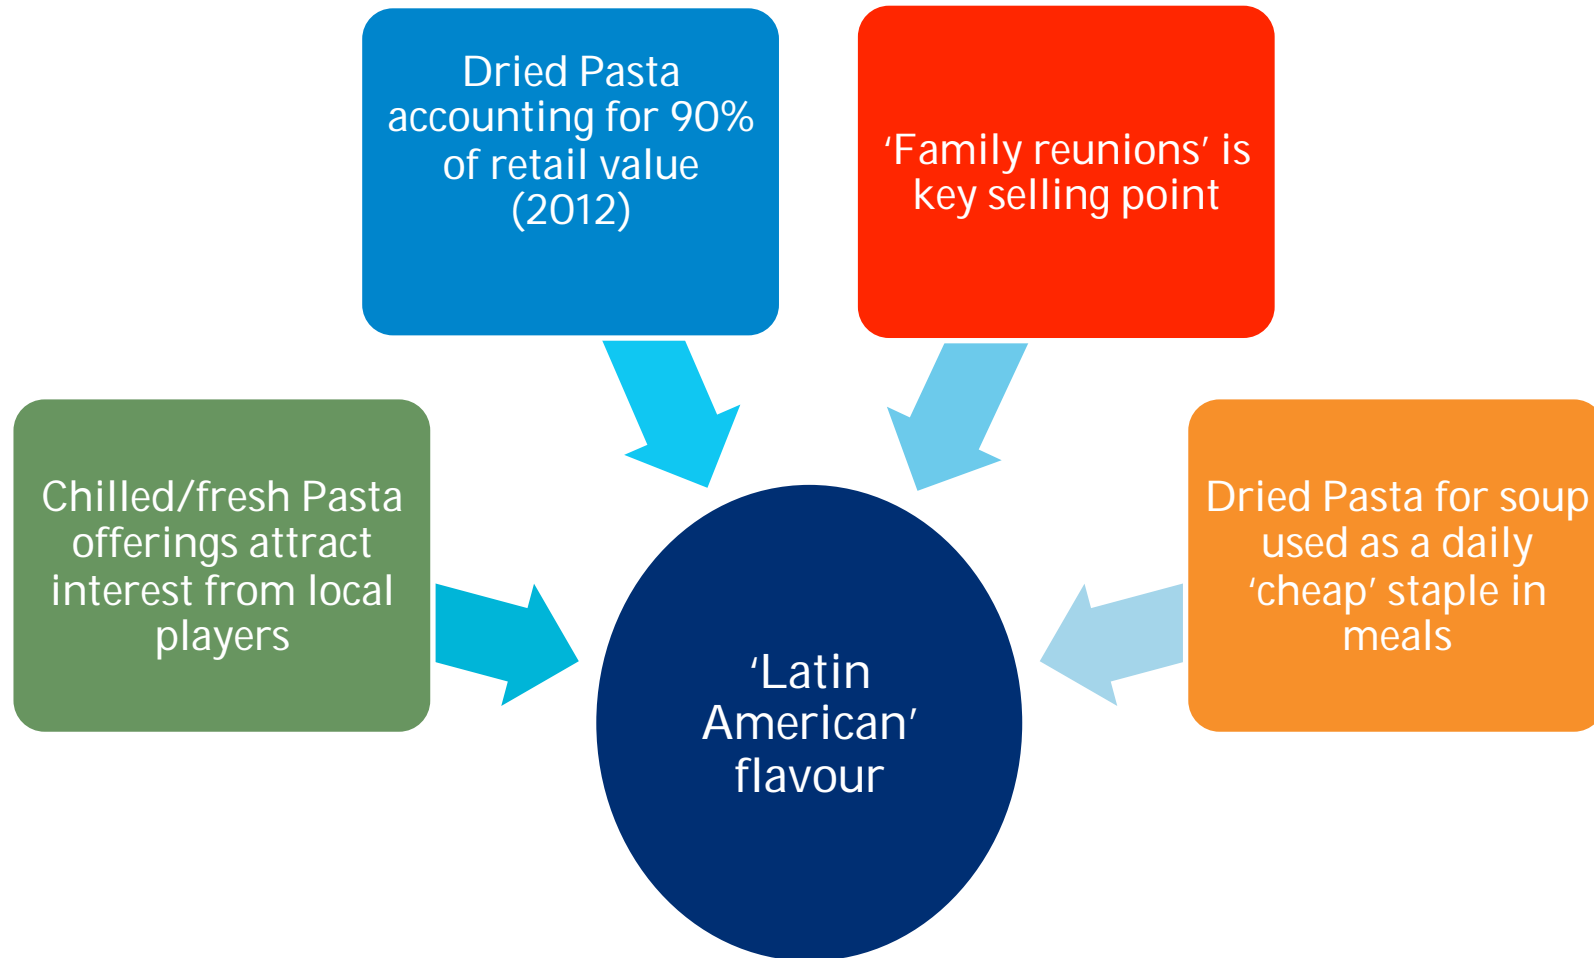 Dried Pasta
accounting for 90%
of retail value
(2012)
‘Family reunions’ is
key selling point
Chilled/fresh Pasta
offerings attract
interest from local
players
Dried Pasta for soup
used as a daily
‘cheap’ staple in
meals
‘Latin
American’
flavour